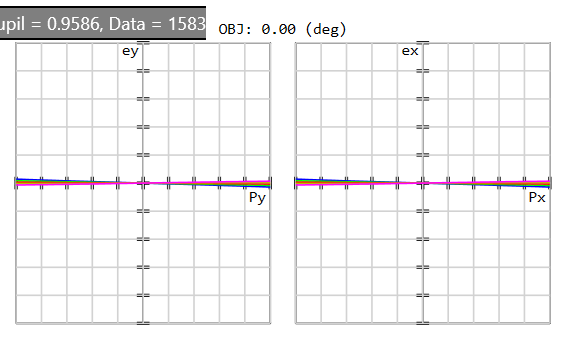 upil = 0.9586, Data = 1583
OBJ: 0.00 (deg)
ey
ex
Py
Px